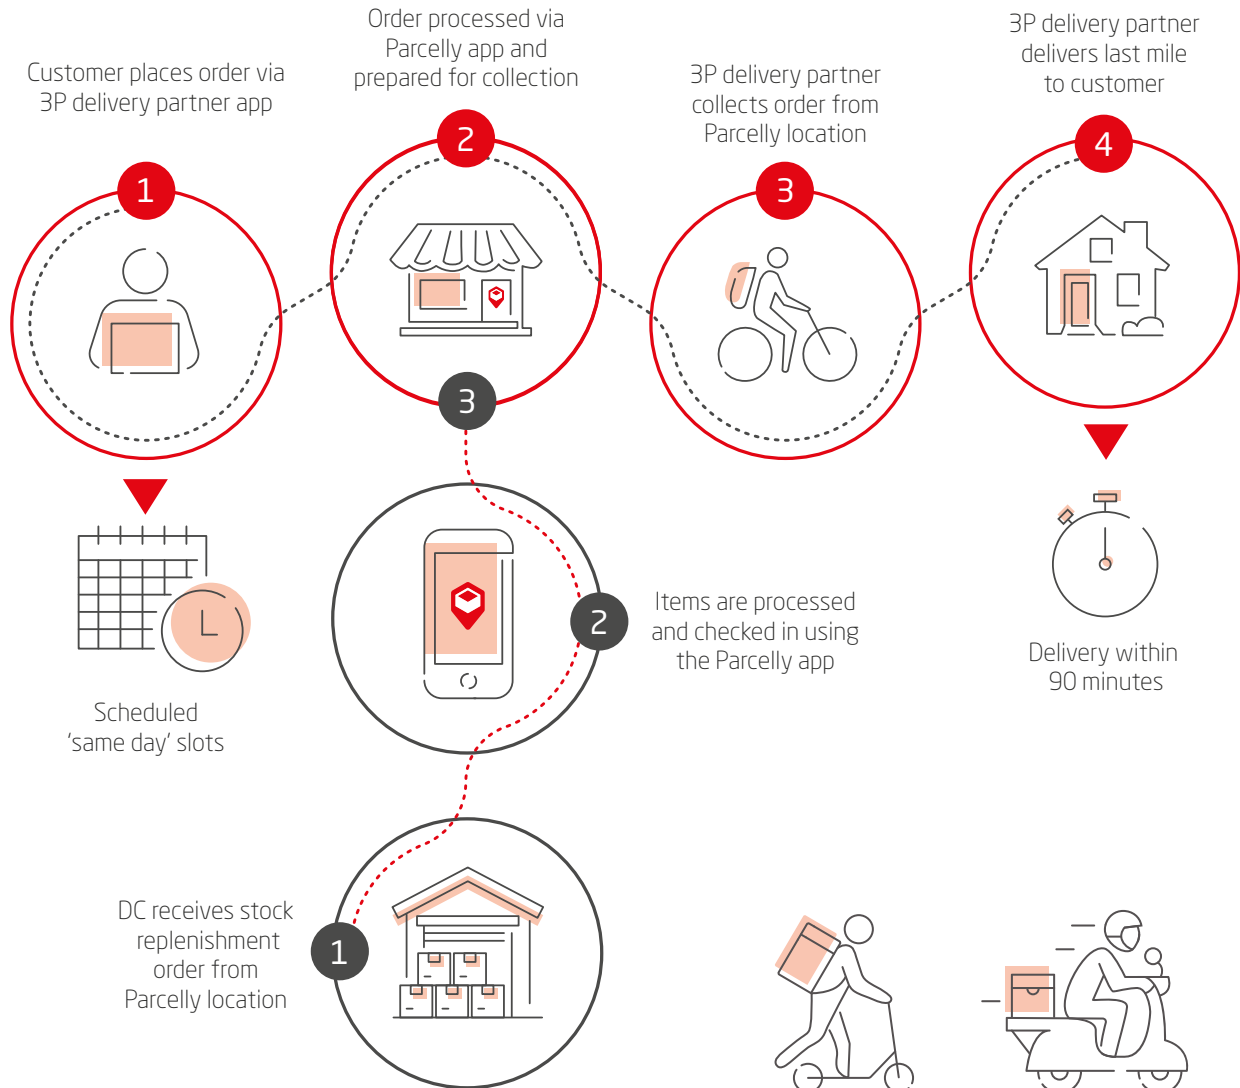 Customer places order via
3P delivery partner app
1
Order processed via
Parcelly app and
prepared for collection
2
3P delivery partner
collects order from
Parcelly location
3
3P delivery partner
delivers last mile
to customer
4
3
Scheduled
'same day' slots
2
Items are processed
and checked in using
the Parcelly app
Delivery within
90 minutes
DC receives stock
replenishment
order from
Parcelly location
1